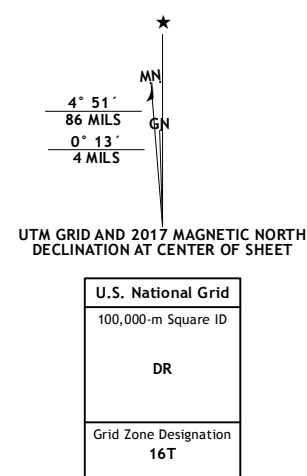 ★
MN
4° 51´
86 MILS
GN
0° 13´
4 MILS
UTM GRID AND 2017 MAGNETIC NORTH
DECLINATION AT CENTER OF SHEET
U.S. National Grid
100,000-m Square ID
DR
Grid Zone Designation
16T